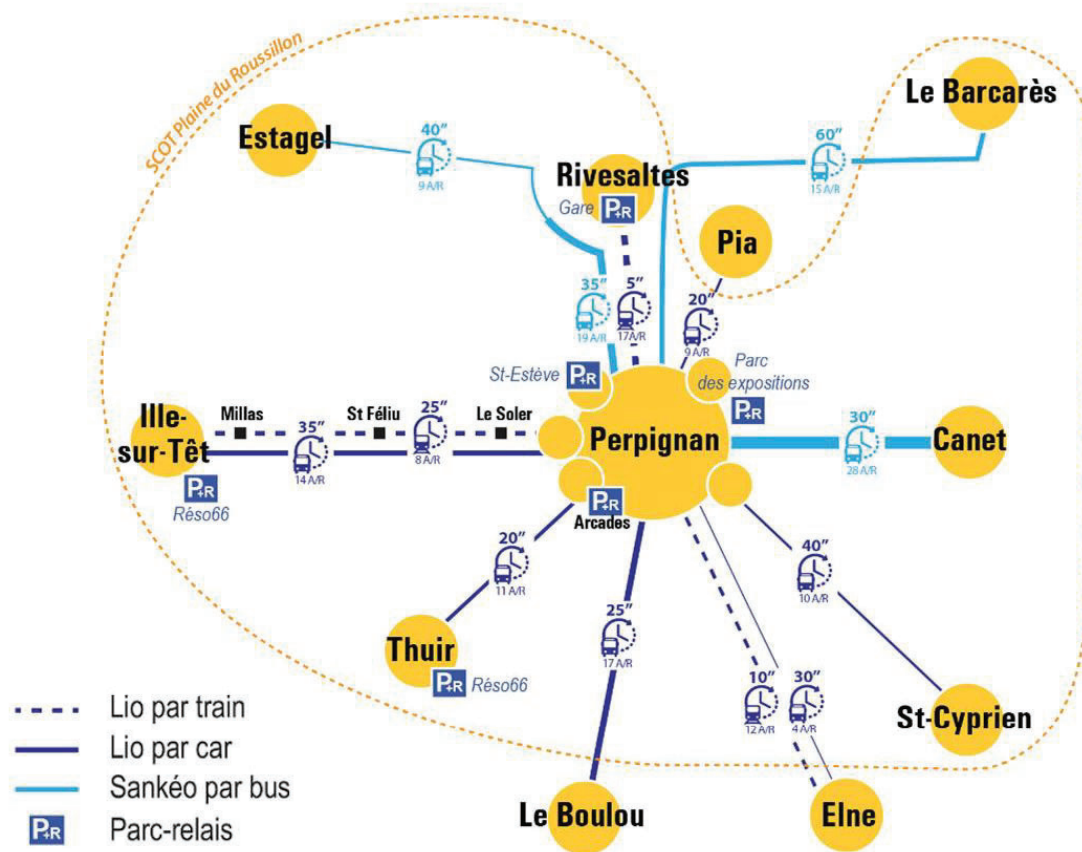 SCOT Plaine du Roussillon
Estagel
40"
9 A/R
Rivesaltes
Gare P+R
Le Barcarès
60"
15 A/R
Pia
35"
19 A/R
5"
17 A/R
20"
9 A/R
St-Estève P+R
Parc
des expositions
P+R
Ille-
sur-Têt
P+R
Réso66
Millas
35"
14 A/R
St Féliu
25"
8 A/R
Le Soler
Perpignan
30"
28 A/R
Canet
P+R
Arcades
20"
11 A/R
Thuir
P+R Réso66
25"
17 A/R
Le Boulou
10"
12 A/R
30"
4 A/R
Elne
40"
10 A/R
St-Cyprien
Lio par train
Lio par car
Sankéo par bus
P+R Parc-relais